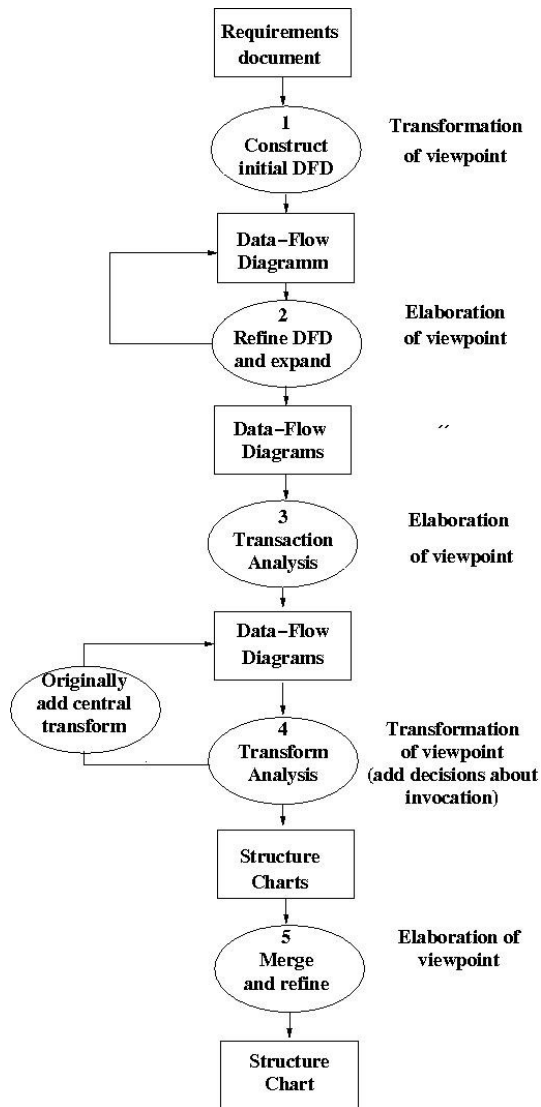 Requirements
document
1
Construct
initial DFD
Transformation
of viewpoint
Data-Flow
Diagramm
2
Refine DFD
and expand
Elaboration
of viewpoint
Data-Flow
Diagrams
´´
3
Transaction
Analysis
Elaboration
of viewpoint
Data-Flow
Diagrams
Originally
add central
transform
4
Transform
Analysis
Transformation
of viewpoint
(add decisions about
invocation)
Structure
Charts
5
Merge
and refine
Elaboration of
viewpoint
Structure
Chart